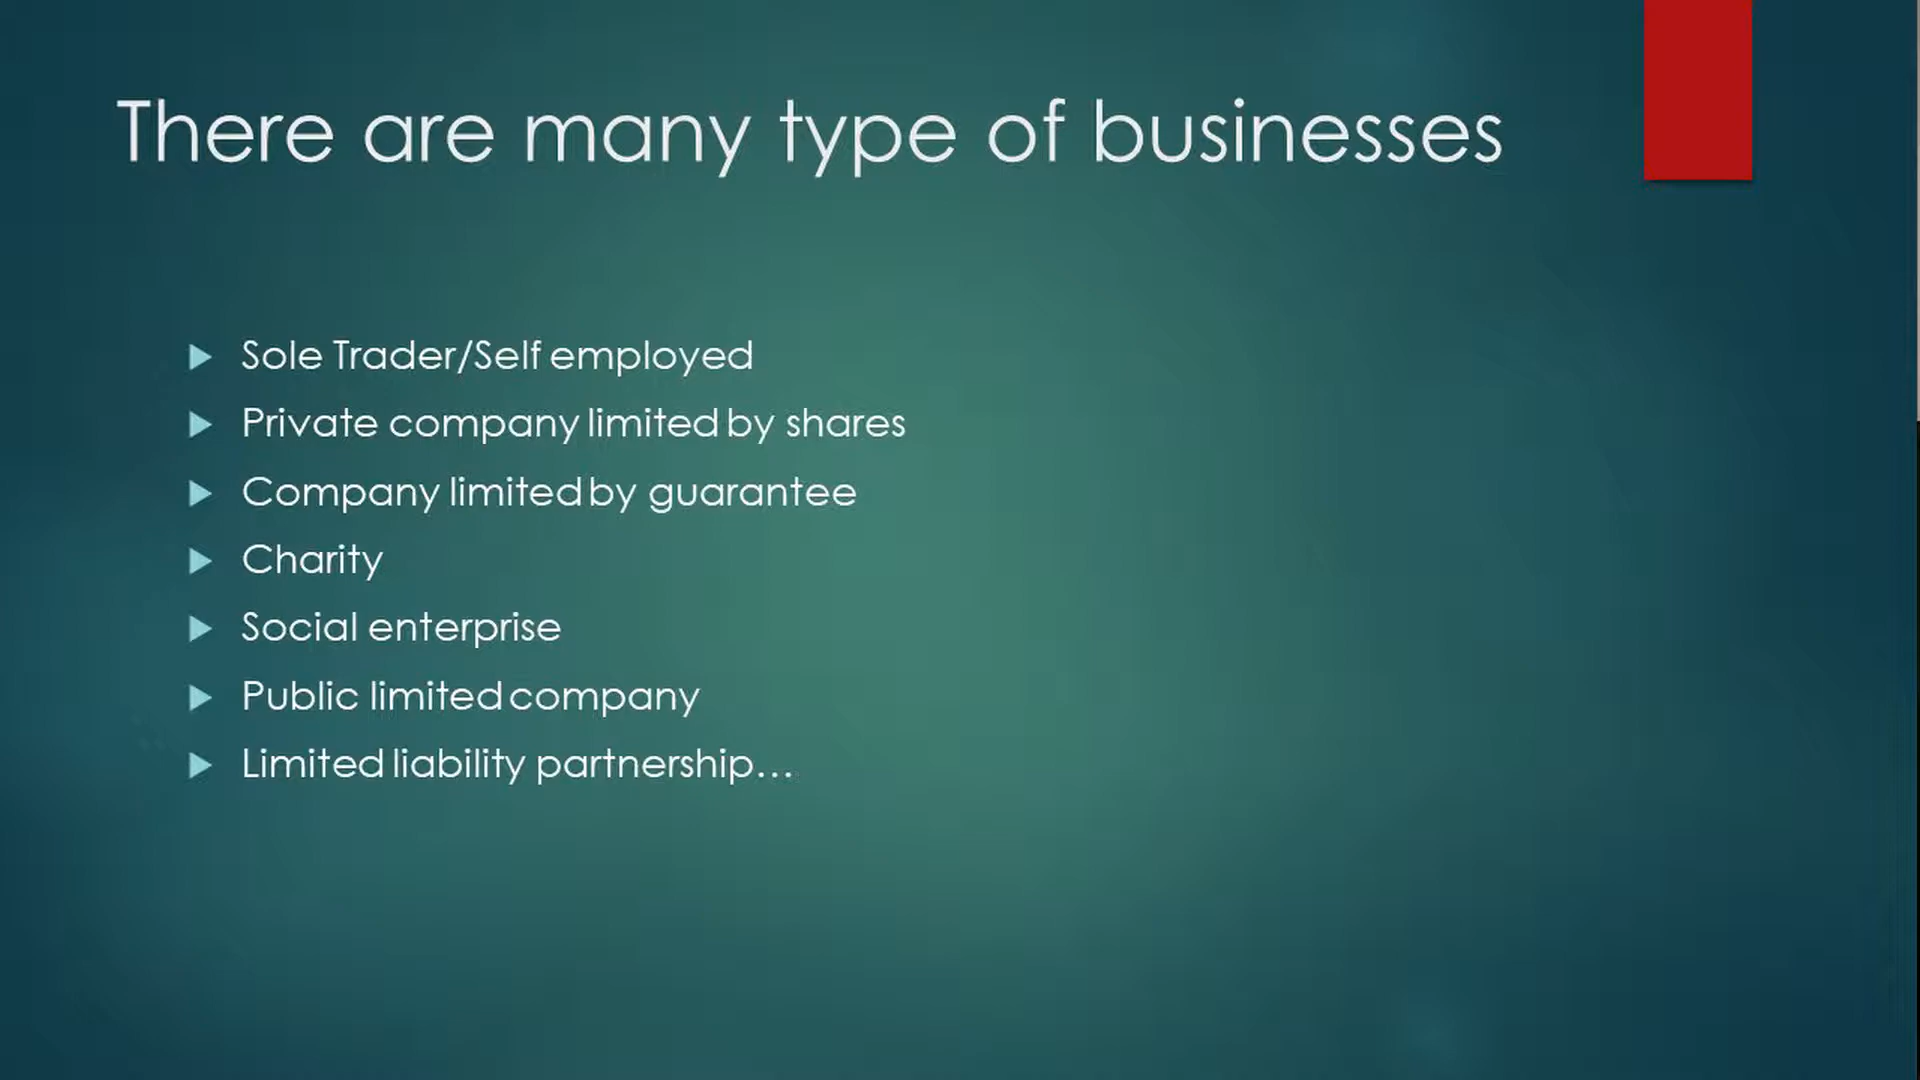 There are many type of businesses
Sole Trader/Self employed
Private company limited by shares
Company limited by guarantee
Charity
Social enterprise
Public limited company
Limited liability partnership...